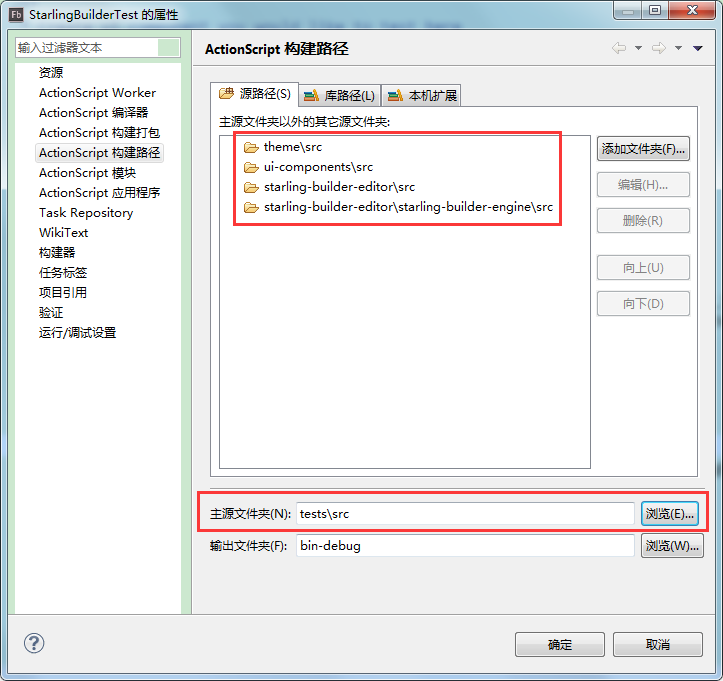 Fb StarlingBuilderTest 的属性
输入过滤器文本
资源
ActionScript Worker
ActionScript 编译器
ActionScript 构建打包
ActionScript 构建路径
ActionScript 模块
ActionScript 应用程序
Task Repository
WikiText
构建器
任务标签
项目引用
验证
运行/调试设置
ActionScript 构建路径
源路径(S) 库路径(L) 本机扩展
主源文件夹以外的其它源文件夹:
theme\src
ui-components\src
starling-builder-editor\src
starling-builder-editor\starling-builder-engine\src
添加文件夹(F)...
编辑(H)...
删除(R)
向上(U)
向下(D)
主源文件夹(N): tests\src 浏览(E)...
输出文件夹(F): bin-debug 浏览(W)...
? 确定 取消